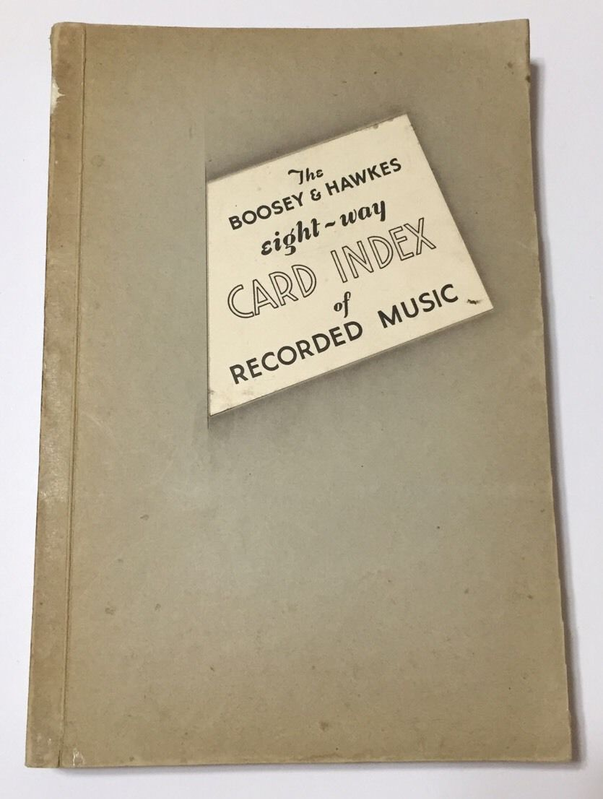 The
BOOSEY & HAWKES
eight~way
CARD INDEX
of
RECORDED MUSIC